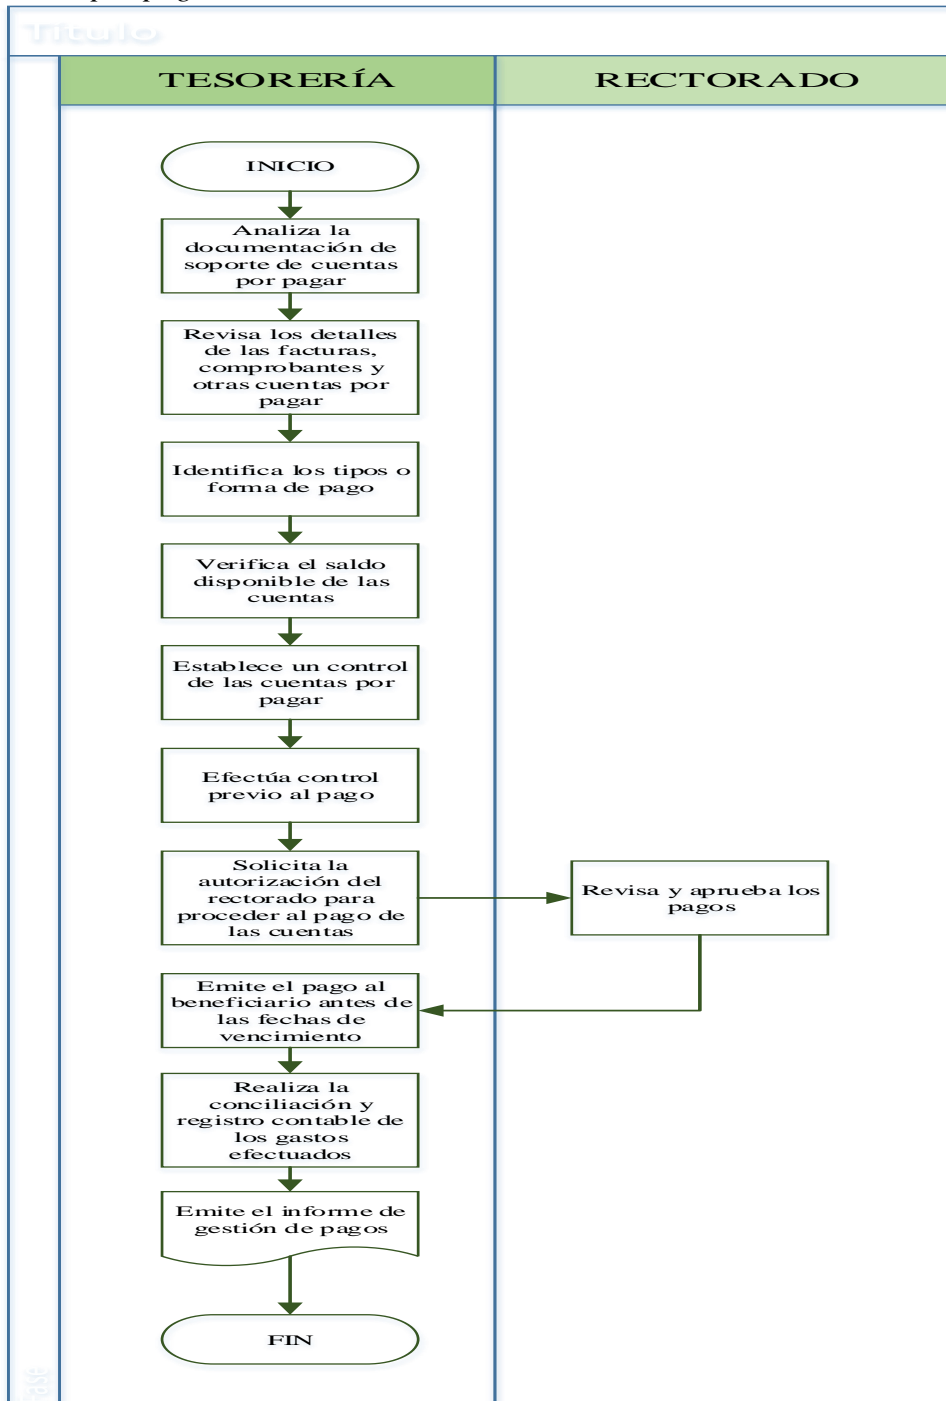 Título
TESORERÍA
RECTORADO
INICIO
Analiza la
documentación de
soporte de cuentas
por pagar
Revisa los detalles
de las facturas,
comprobantes y
otras cuentas por
pagar
Identifica los tipos o
forma de pago
Verifica el saldo
disponible de las
cuentas
Establece un control
de las cuentas por
pagar
Efectúa control
previo al pago
Solicita la
autorización del
rectorado para
proceder al pago de
las cuentas
Revisa y aprueba los
pagos
Emite el pago al
beneficiario antes de
las fechas de
vencimiento
Realiza la
conciliación y
registro contable de
los gastos
efectuados
Emite el informe de
gestión de pagos
FIN